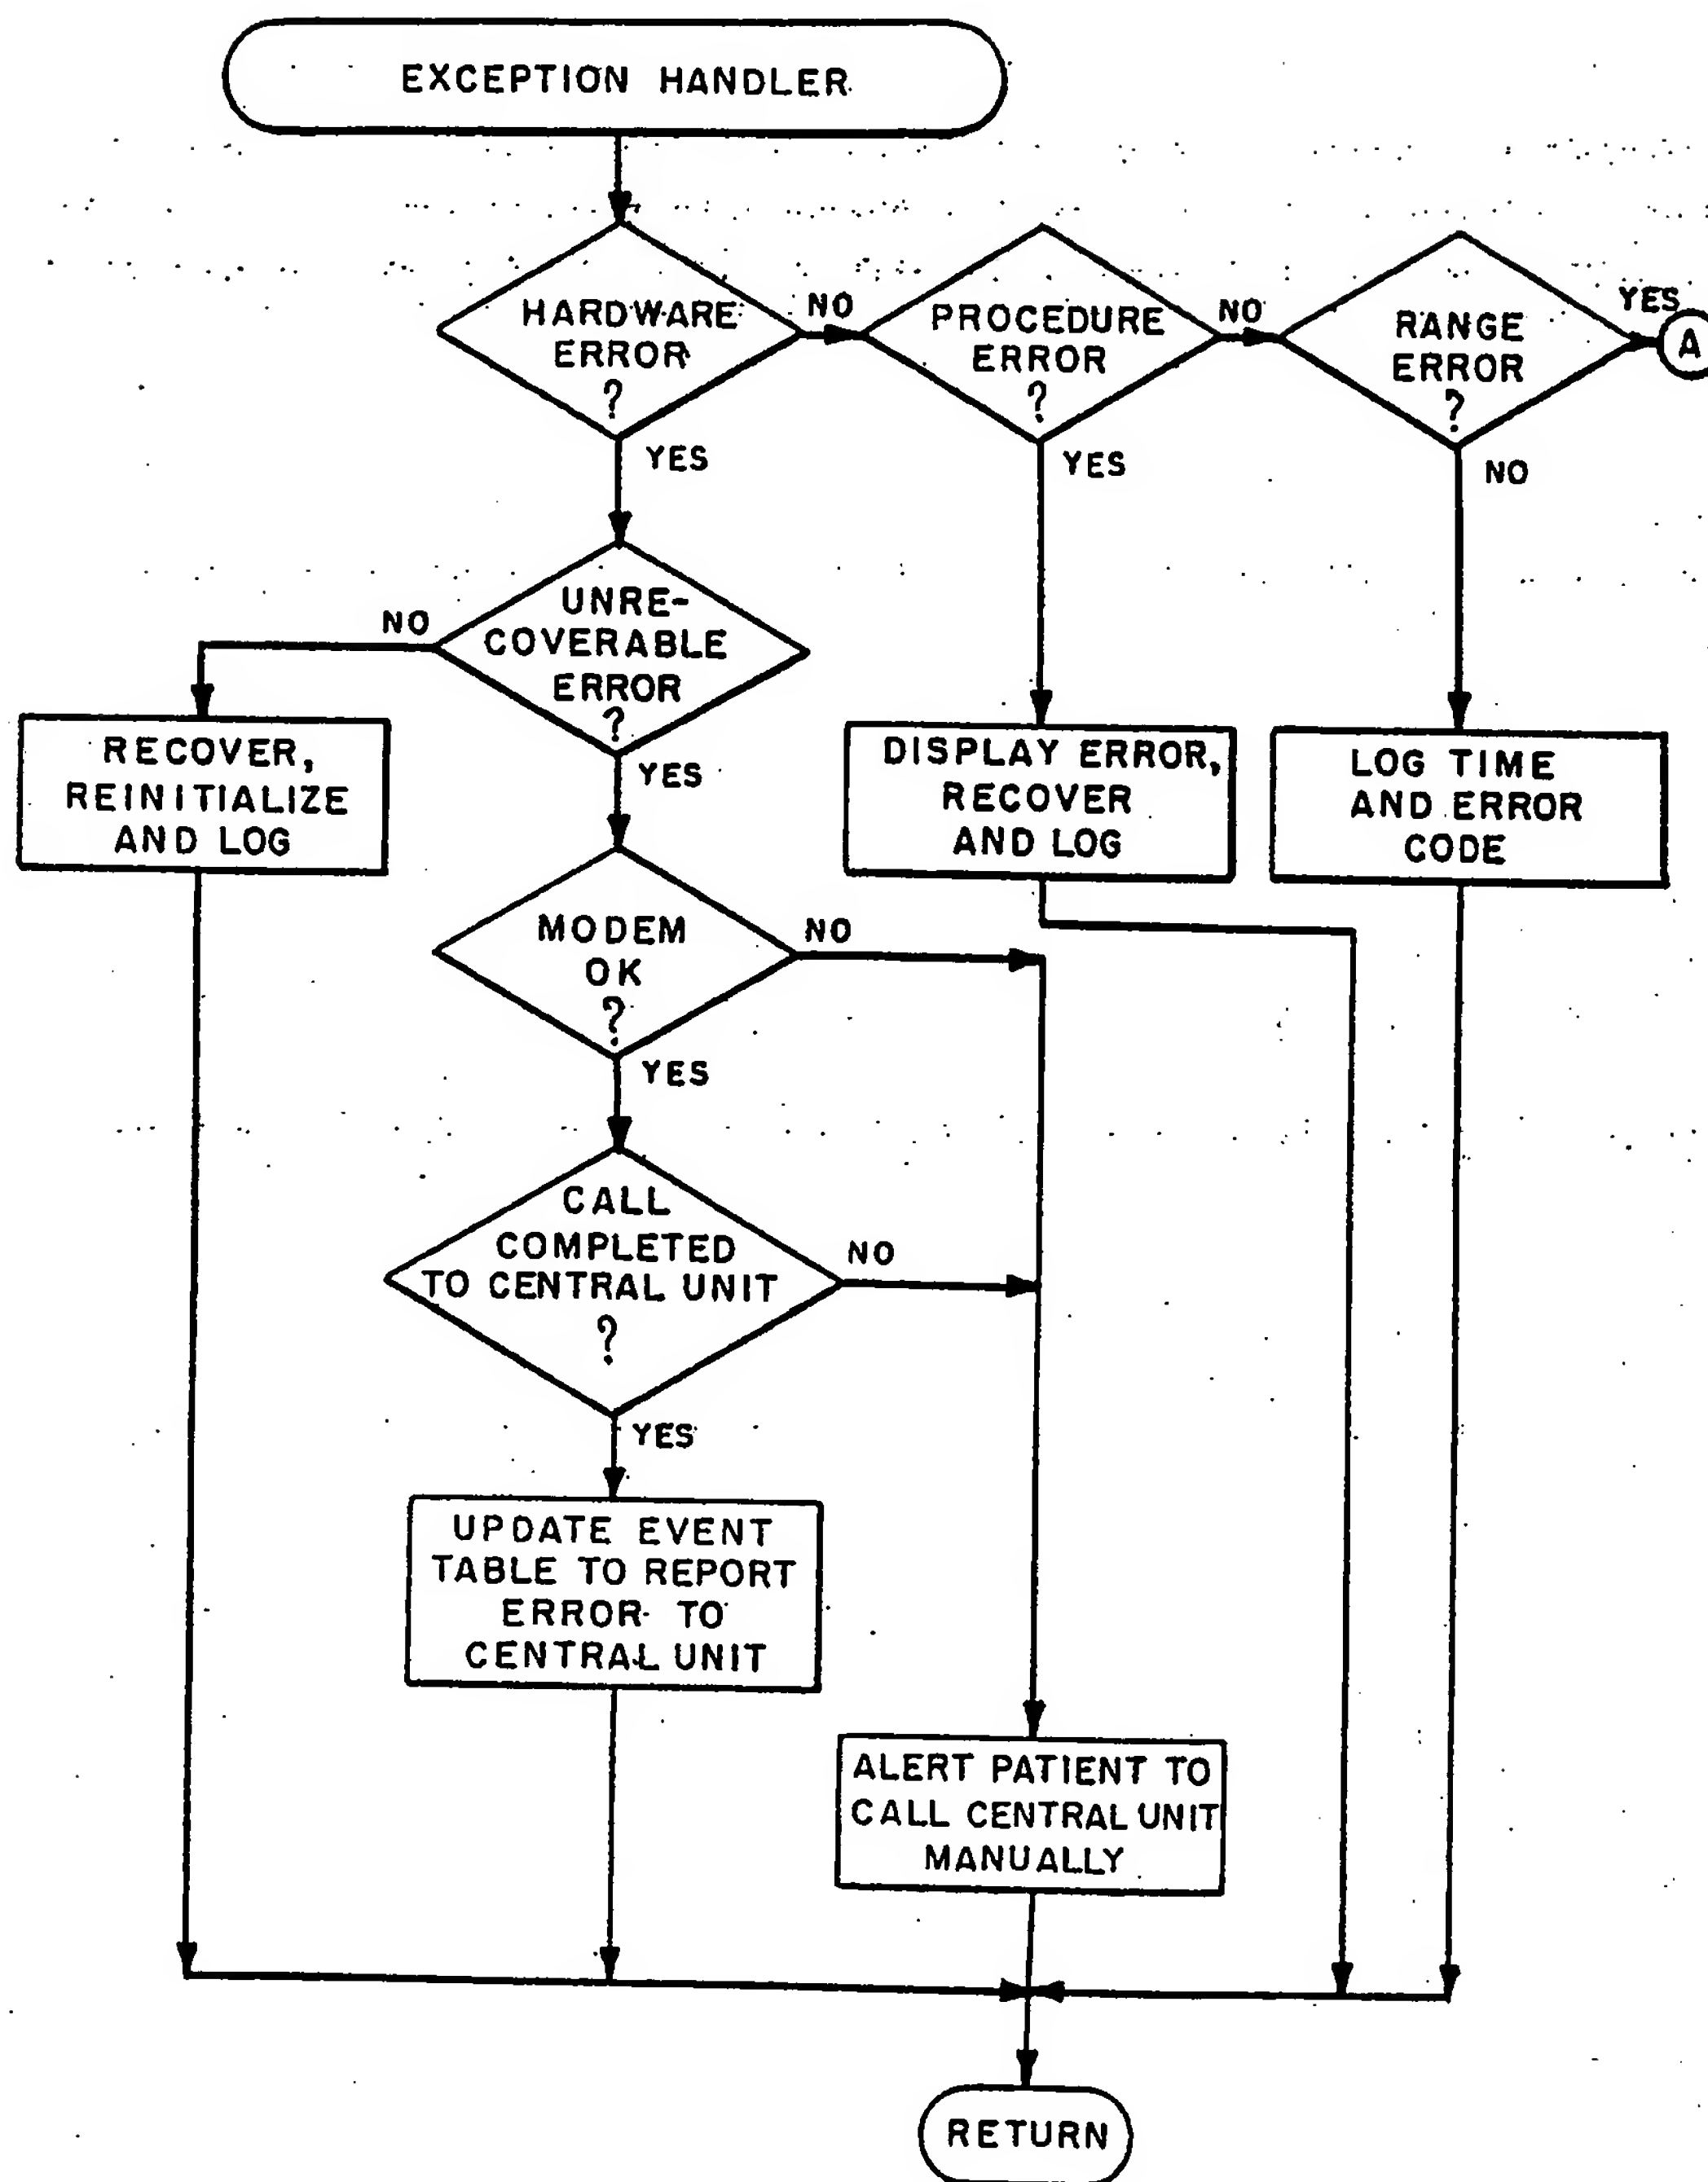 EXCEPTION HANDLER
HARDWARE
ERROR
?
NO
YES
PROCEDURE
ERROR
?
NO
YES
RANGE
ERROR
?
YES
A
NO
UNRE-
COVERABLE
ERROR
?
NO
YES
RECOVER,
REINITIALIZE
AND LOG
DISPLAY ERROR,
RECOVER
AND LOG
LOG TIME
AND ERROR
CODE
MODEM
OK
?
NO
YES
CALL
COMPLETED
TO CENTRAL UNIT
?
NO
YES
UPDATE EVENT
TABLE TO REPORT
ERROR TO
CENTRAL UNIT
ALERT PATIENT TO
CALL CENTRAL UNIT
MANUALLY
RETURN